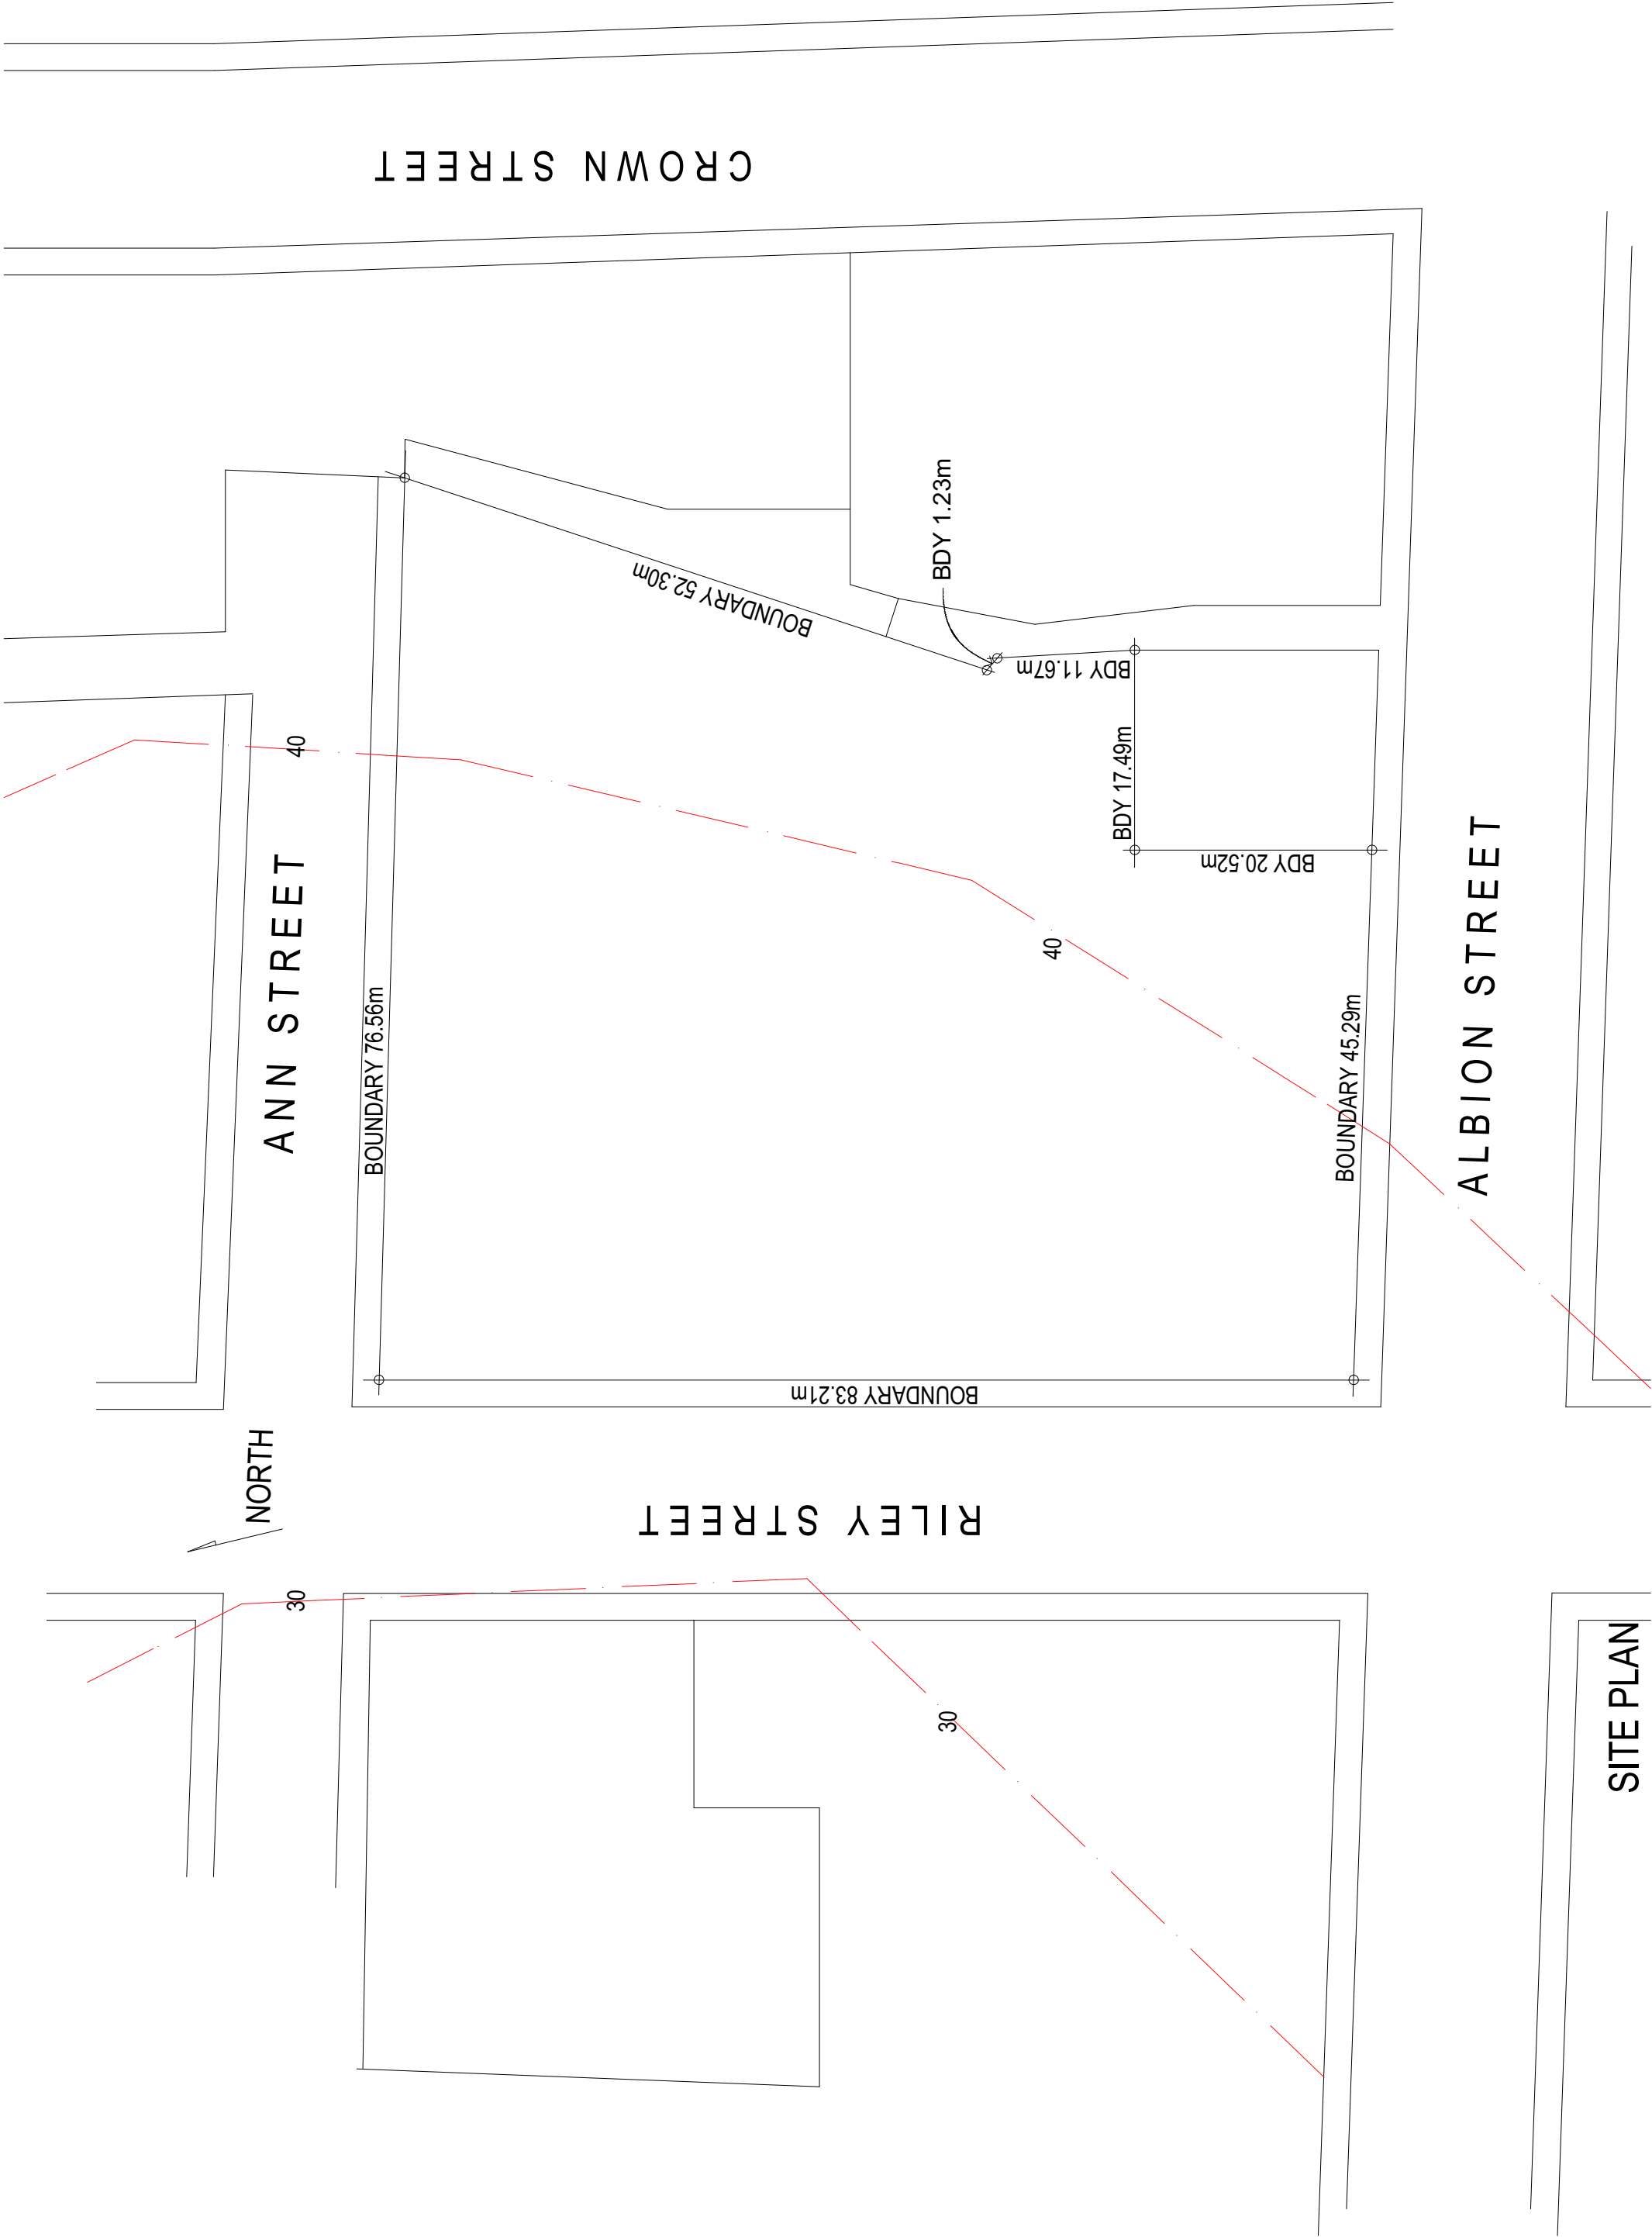 CROWN STREET
BOUNDARY 52.30m
BDY 1.23m
BDY 11.67m
BDY 17.49m
BDY 20.52m
40
ANN STREET
BOUNDARY 76.56m
40
BOUNDARY 45.29m
ALBION STREET
BOUNDARY 83.21m
NORTH
RILEY STREET
30
30
SITE PLAN